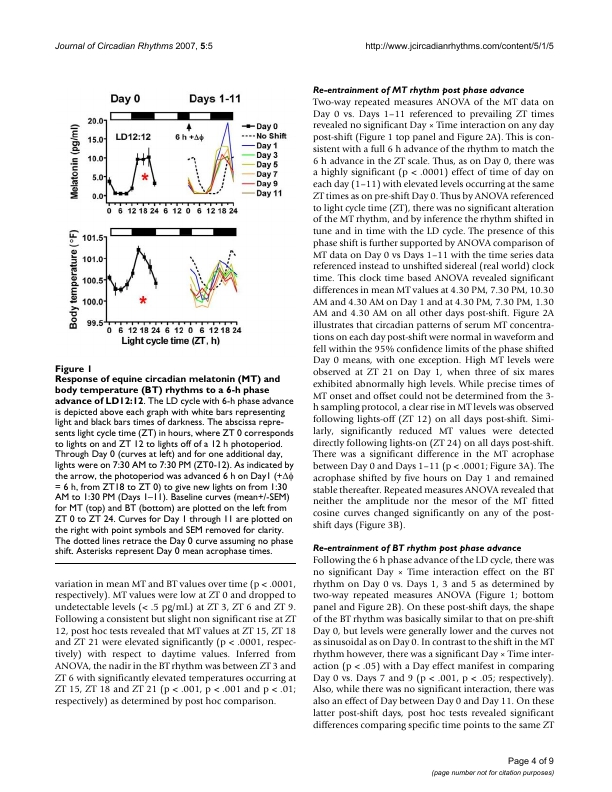 Journal of Circadian Rhythms 2007, 5:5
http://www.jcircadianrhythms.com/content/5/1/5
Day 0
Days 1-11
LD12:12
6 h +Δϕ
Melatonin (pg/ml)
20.0
15.0
10.0
5.0
0.0
*
0 6 12 18 24
0 6 12 18 24
Day 0
No Shift
Day 1
Day 3
Day 5
Day 7
Day 9
Day 11
Body temperature (°F)
101.5
101.0
100.5
100.0
99.5
*
0 6 12 18 24
0 6 12 18 24
Light cycle time (ZT, h)
Figure 1
Response of equine circadian melatonin (MT) and
body temperature (BT) rhythms to a 6-h phase
advance of LD12:12. The LD cycle with 6-h phase advance
is depicted above each graph with white bars representing
light and black bars times of darkness. The abscissa repre-
sents light cycle time (ZT) in hours, where ZT 0 corresponds
to lights on and ZT 12 to lights off of a 12 h photoperiod.
Through Day 0 (curves at left) and for one additional day,
lights were on 7:30 AM to 7:30 PM (ZT0-12). As indicated by
the arrow, the photoperiod was advanced 6 h on Day1 (+Δϕ
= 6 h, from ZT18 to ZT 0) to give new lights on from 1:30
AM to 1:30 PM (Days 1–11). Baseline curves (mean+/-SEM)
for MT (top) and BT (bottom) are plotted on the left from
ZT 0 to ZT 24. Curves for Day 1 through 11 are plotted on
the right with point symbols and SEM removed for clarity.
The dotted lines retrace the Day 0 curve assuming no phase
shift. Asterisks represent Day 0 mean acrophase times.
variation in mean MT and BT values over time (p < .0001,
respectively). MT values were low at ZT 0 and dropped to
undetectable levels (< .5 pg/mL) at ZT 3, ZT 6 and ZT 9.
Following a consistent but slight non significant rise at ZT
12, post hoc tests revealed that MT values at ZT 15, ZT 18
and ZT 21 were elevated significantly (p < .0001, respec-
tively) with respect to daytime values. Inferred from
ANOVA, the nadir in the BT rhythm was between ZT 3 and
ZT 6 with significantly elevated temperatures occurring at
ZT 15, ZT 18 and ZT 21 (p < .001, p < .001 and p < .01;
respectively) as determined by post hoc comparison.
Re-entrainment of MT rhythm post phase advance
Two-way repeated measures ANOVA of the MT data on
Day 0 vs. Days 1–11 referenced to prevailing ZT times
revealed no significant Day × Time interaction on any day
post-shift (Figure 1 top panel and Figure 2A). This is con-
sistent with a full 6 h advance of the rhythm to match the
6 h advance in the ZT scale. Thus, as on Day 0, there was
a highly significant (p < .0001) effect of time of day on
each day (1–11) with elevated levels occurring at the same
ZT times as on pre-shift Day 0. Thus by ANOVA referenced
to light cycle time (ZT), there was no significant alteration
of the MT rhythm, and by inference the rhythm shifted in
tune and in time with the LD cycle. The presence of this
phase shift is further supported by ANOVA comparison of
MT data on Day 0 vs Days 1–11 with the time series data
referenced instead to unshifted sidereal (real world) clock
time. This clock time based ANOVA revealed significant
differences in mean MT values at 4.30 PM, 7.30 PM, 10.30
AM and 4.30 AM on Day 1 and at 4.30 PM, 7.30 PM, 1.30
AM and 4.30 AM on all other days post-shift. Figure 2A
illustrates that circadian patterns of serum MT concentra-
tions on each day post-shift were normal in waveform and
fell within the 95% confidence limits of the phase shifted
Day 0 means, with one exception. High MT levels were
observed at ZT 21 on Day 1, when three of six mares
exhibited abnormally high levels. While precise times of
MT onset and offset could not be determined from the 3-
h sampling protocol, a clear rise in MT levels was observed
following lights-off (ZT 12) on all days post-shift. Simi-
larly, significantly reduced MT values were detected
directly following lights-on (ZT 24) on all days post-shift.
There was a significant difference in the MT acrophase
between Day 0 and Days 1–11 (p < .0001; Figure 3A). The
acrophase shifted by five hours on Day 1 and remained
stable thereafter. Repeated measures ANOVA revealed that
neither the amplitude nor the mesor of the MT fitted
cosine curves changed significantly on any of the post-
shift days (Figure 3B).
Re-entrainment of BT rhythm post phase advance
Following the 6 h phase advance of the LD cycle, there was
no significant Day × Time interaction effect on the BT
rhythm on Day 0 vs. Days 1, 3 and 5 as determined by
two-way repeated measures ANOVA (Figure 1; bottom
panel and Figure 2B). On these post-shift days, the shape
of the BT rhythm was basically similar to that on pre-shift
Day 0, but levels were generally lower and the curves not
as sinusoidal as on Day 0. In contrast to the shift in the MT
rhythm however, there was a significant Day × Time inter-
action (p < .05) with a Day effect manifest in comparing
Day 0 vs. Days 7 and 9 (p < .001, p < .05; respectively).
Also, while there was no significant interaction, there was
also an effect of Day between Day 0 and Day 11. On these
latter post-shift days, post hoc tests revealed significant
differences comparing specific time points to the same ZT
Page 4 of 9
(page number not for citation purposes)